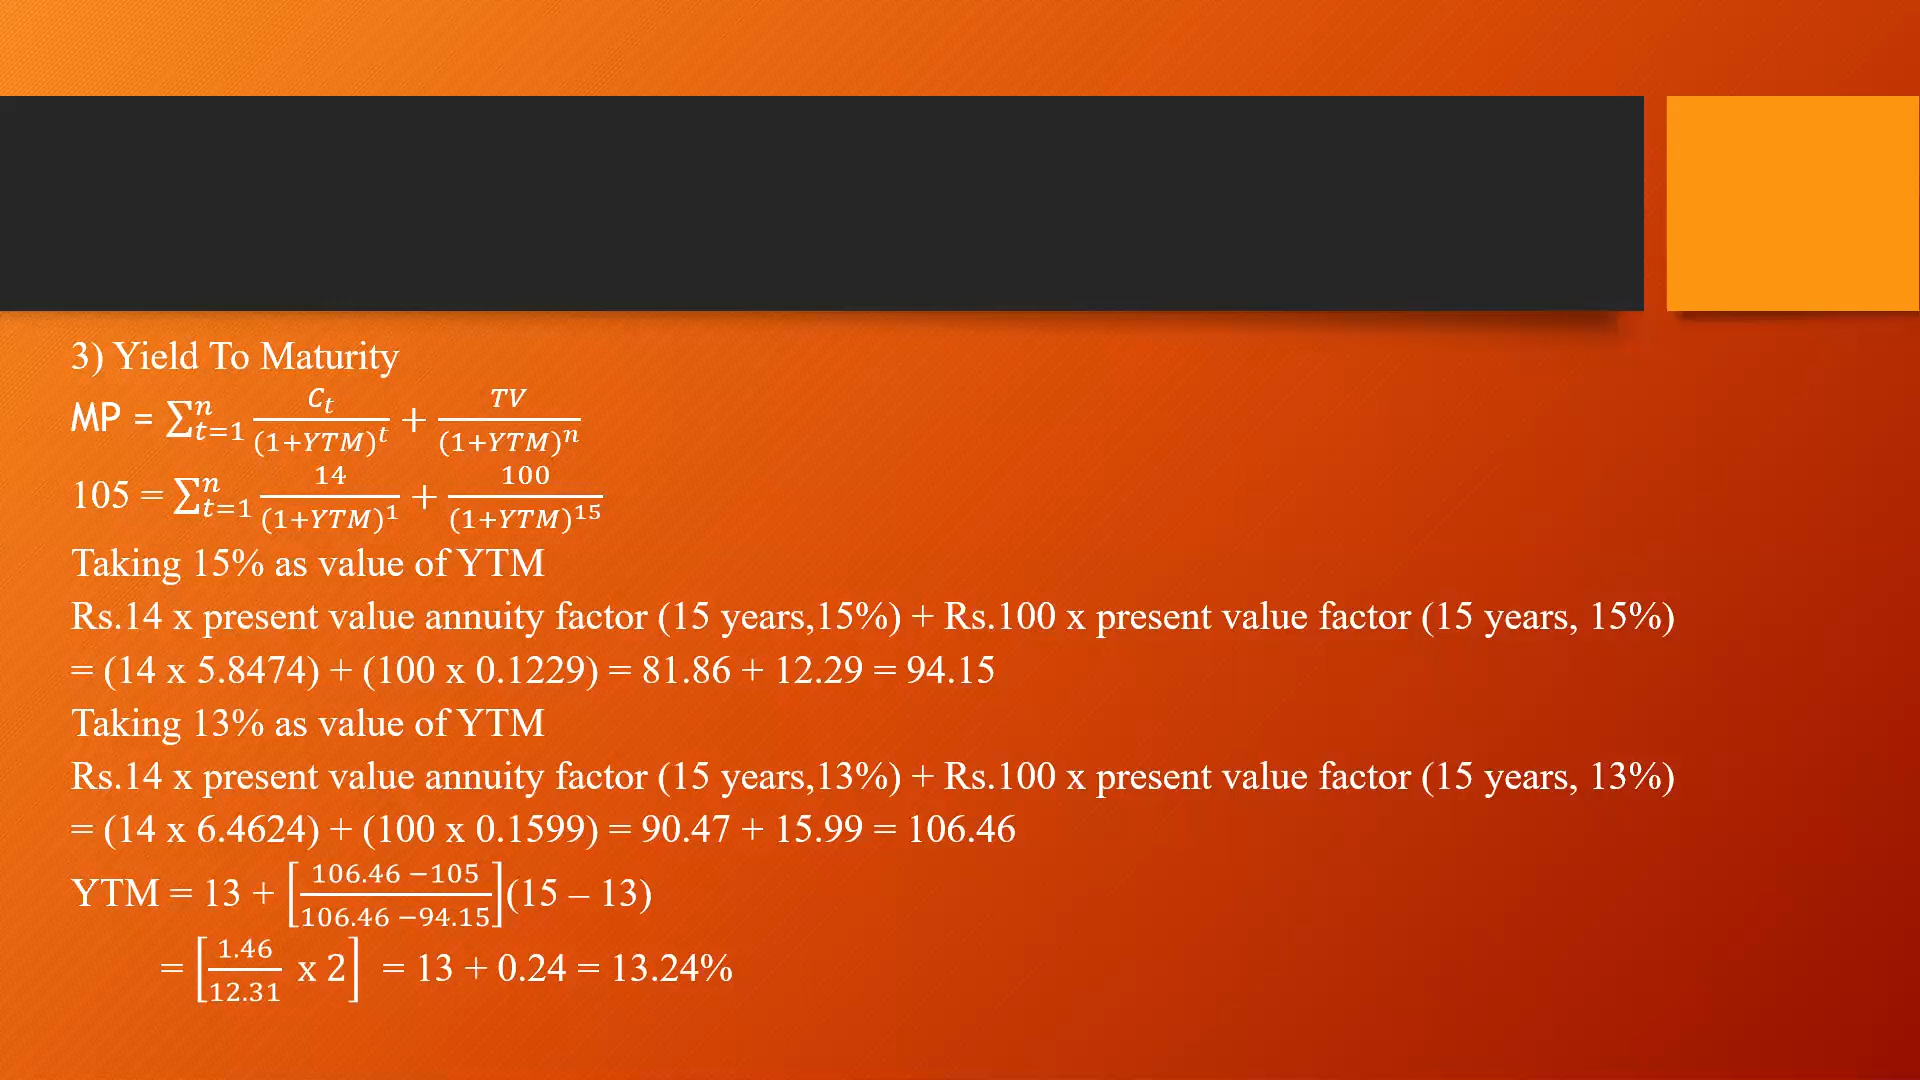 3) Yield To Maturity
MP = ∑ⁿₜ₌₁ Cₜ/(1+YTM)ᵗ + TV/(1+YTM)ⁿ
105 = ∑ⁿₜ₌₁ 14/(1+YTM)¹ + 100/(1+YTM)¹⁵
Taking 15% as value of YTM
Rs.14 x present value annuity factor (15 years,15%) + Rs.100 x present value factor (15 years, 15%)
= (14 x 5.8474) + (100 x 0.1229) = 81.86 + 12.29 = 94.15
Taking 13% as value of YTM
Rs.14 x present value annuity factor (15 years,13%) + Rs.100 x present value factor (15 years, 13%)
= (14 x 6.4624) + (100 x 0.1599) = 90.47 + 15.99 = 106.46
YTM = 13 + [106.46 −105/106.46 −94.15](15 – 13)
= [1.46/12.31 x 2] = 13 + 0.24 = 13.24%